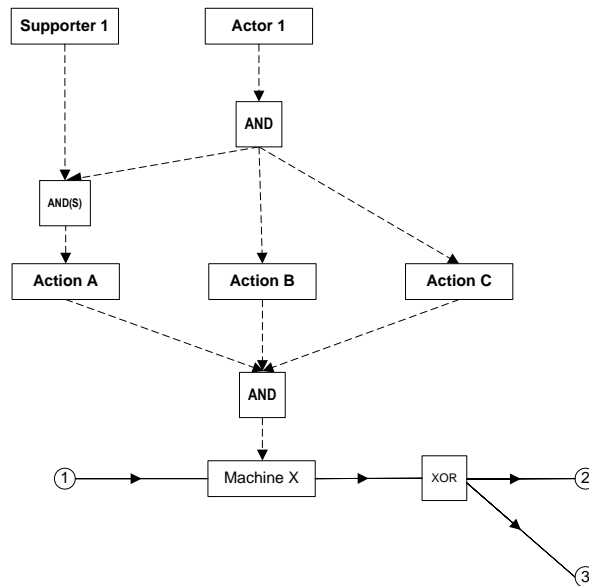 Supporter 1
Actor 1
AND
AND(S)
Action A
Action B
Action C
AND
1
Machine X
XOR
2
3